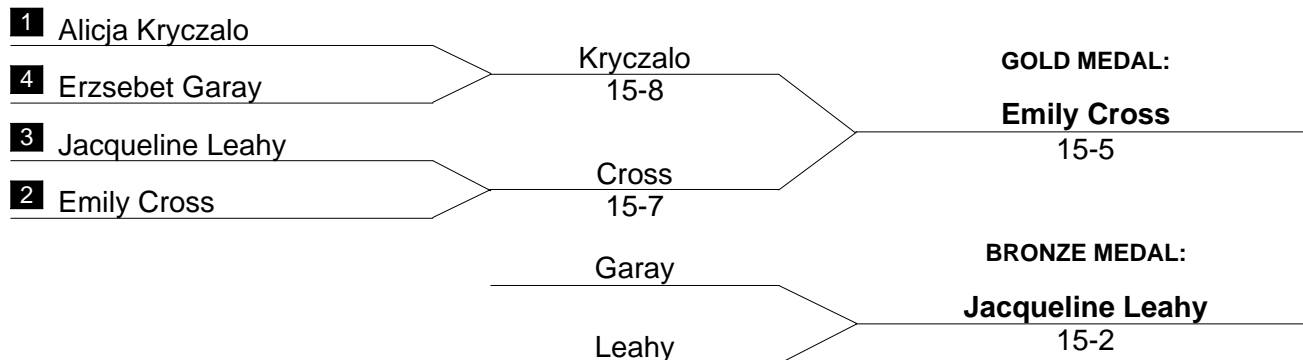 1 Alicja Kryczalo
Kryczalo
GOLD MEDAL:
4 Erzsebet Garay
15-8
Emily Cross
3 Jacqueline Leahy
15-5
Cross
2 Emily Cross
15-7
BRONZE MEDAL:
Garay
Jacqueline Leahy
15-2
Leahy